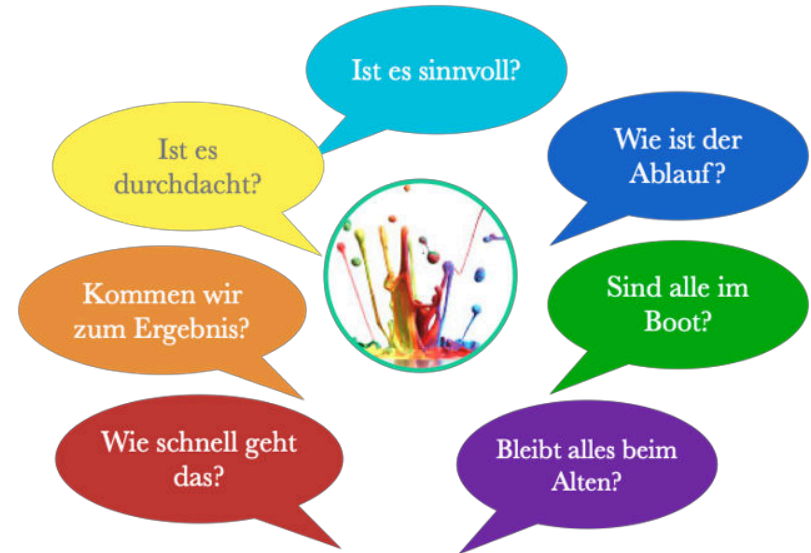 Ist es sinnvoll?
Ist es
durchdacht?
Wie ist der
Ablauf?
Kommen wir
zum Ergebnis?
Sind alle im
Boot?
Wie schnell geht
das?
Bleibt alles beim
Alten?